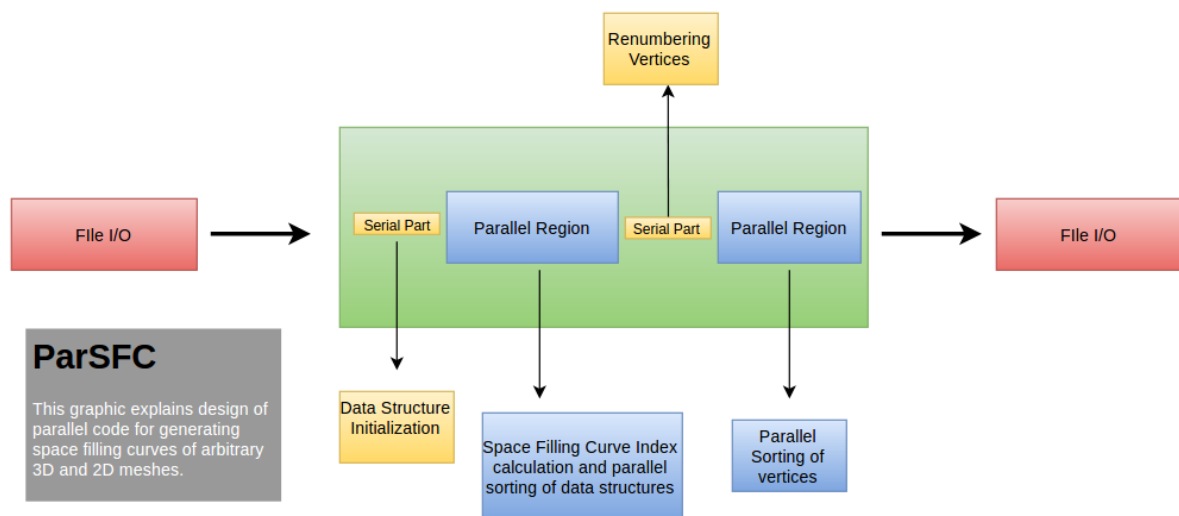 Renumbering
Vertices
FIle I/O
Serial Part
Parallel Region
Serial Part
Parallel Region
FIle I/O
ParSFC
This graphic explains design of
parallel code for generating
space filling curves of arbitrary
3D and 2D meshes.
Data Structure
Initialization
Space Filling Curve Index
calculation and parallel
sorting of data structures
Parallel
Sorting of
vertices